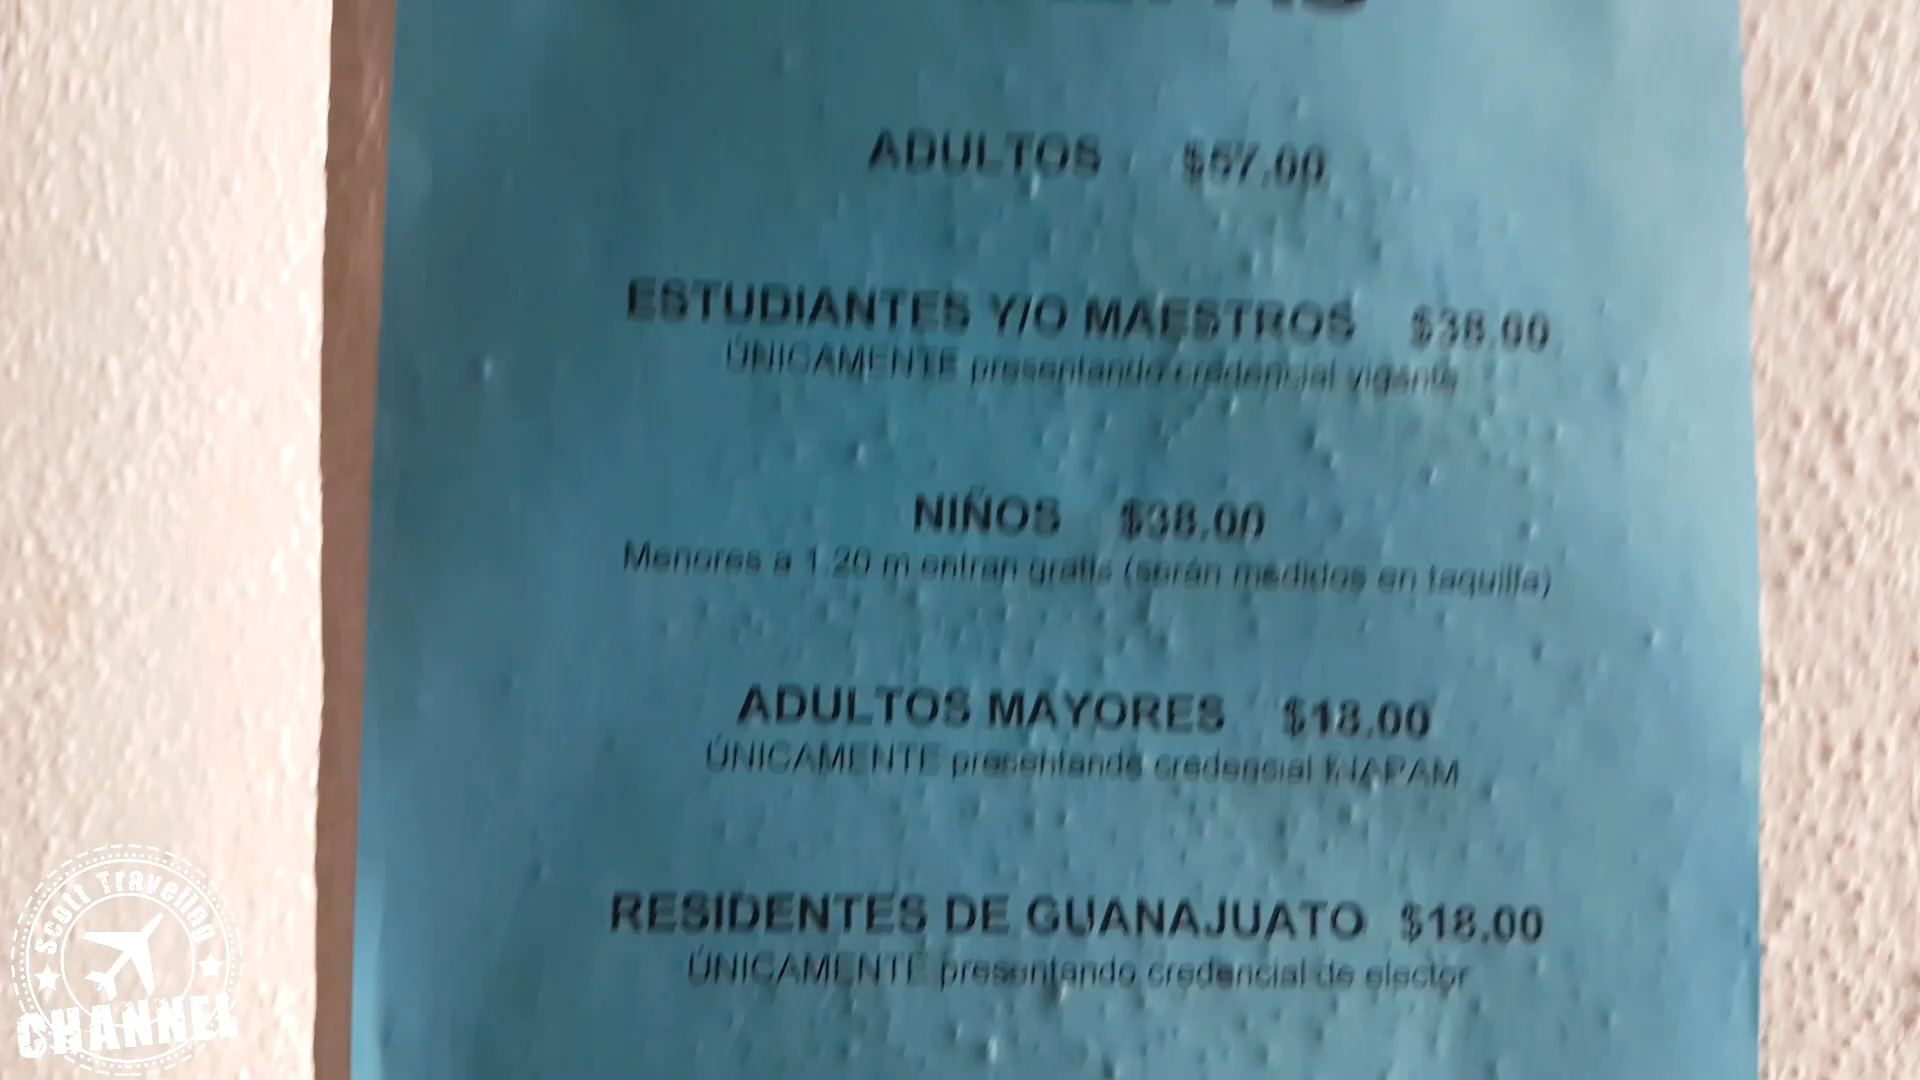 ADULTOS $57.00
ESTUDIANTES Y/O MAESTROS $38.00
ÚNICAMENTE presentando credencial vigente
NIÑOS $38.00
Menores a 1.20 m entran gratis (serán medidos en taquilla)
ADULTOS MAYORES $18.00
ÚNICAMENTE presentando credencial INAPAM
RESIDENTES DE GUANAJUATO $18.00
ÚNICAMENTE presentando credencial de elector
Scott Traveling
CHANNEL